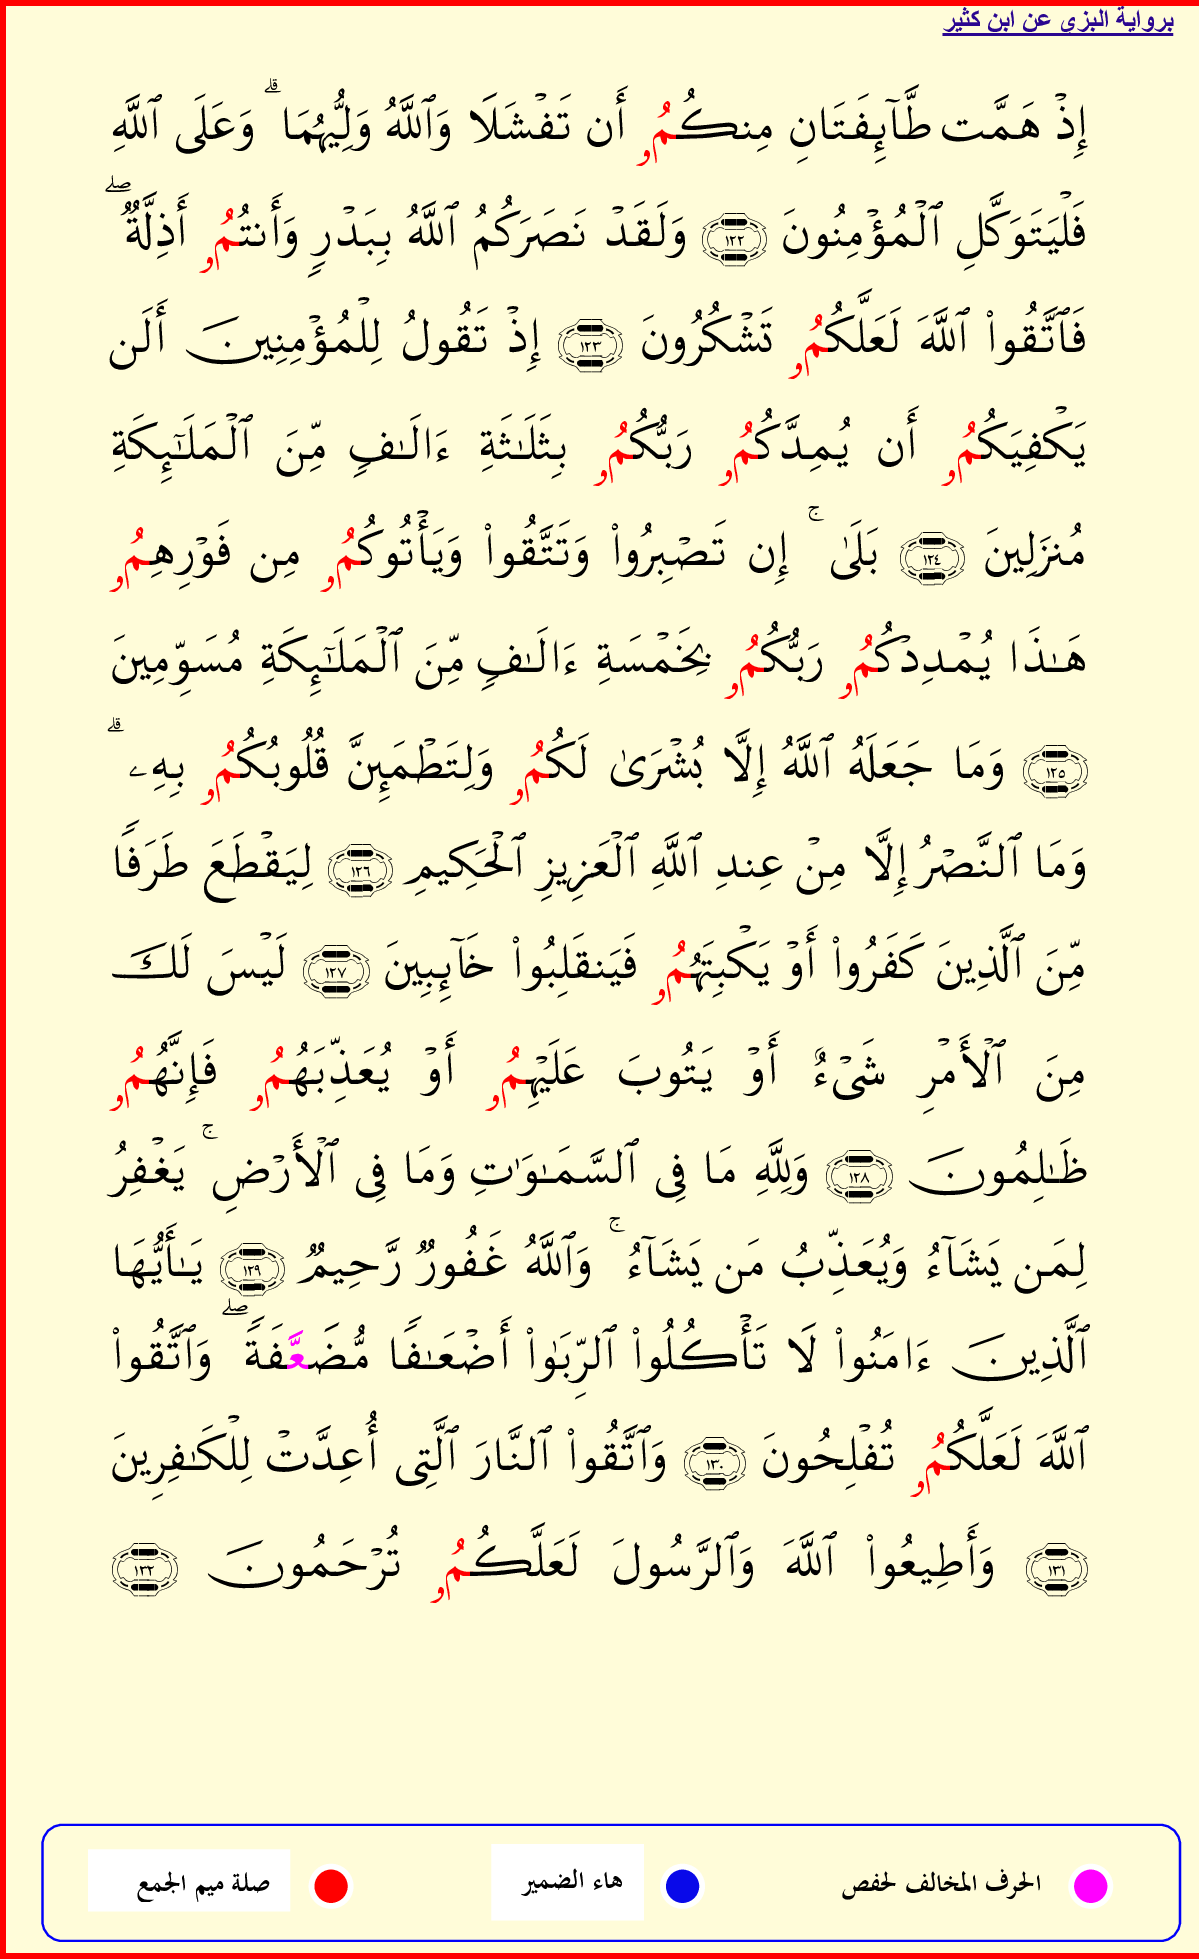 برواية البزي عن ابن كثير
إِذْ هَمَّت طَّآئِفَتَانِ مِنكُمُۥ أَن تَفْشَلَا وَٱللَّهُ وَلِيُّهُمَا ۗ وَعَلَى ٱللَّهِ
فَلْيَتَوَكَّلِ ٱلْمُؤْمِنُونَ ١٢٢ وَلَقَدْ نَصَرَكُمُ ٱللَّهُ بِبَدْرٍ وَأَنتُمُۥ أَذِلَّةٌ ۖ
فَٱتَّقُوا۟ ٱللَّهَ لَعَلَّكُمُۥ تَشْكُرُونَ ١٢٣ إِذْ تَقُولُ لِلْمُؤْمِنِينَ أَلَن
يَكْفِيَكُمُۥ أَن يُمِدَّكُمُۥ رَبُّكُمُۥ بِثَلَـٰثَةِ ءَالَـٰفٍ مِّنَ ٱلْمَلَـٰٓئِكَةِ
مُنزَلِينَ ١٢٤ بَلَىٰ ۚ إِن تَصْبِرُوا۟ وَتَتَّقُوا۟ وَيَأْتُوكُمُۥ مِن فَوْرِهِمُۥ
هَـٰذَا يُمْدِدْكُمُۥ رَبُّكُمُۥ بِخَمْسَةِ ءَالَـٰفٍ مِّنَ ٱلْمَلَـٰٓئِكَةِ مُسَوِّمِينَ
١٢٥ وَمَا جَعَلَهُ ٱللَّهُ إِلَّا بُشْرَىٰ لَكُمُۥ وَلِتَطْمَئِنَّ قُلُوبُكُمُۥ بِهِۦ ۗ
وَمَا ٱلنَّصْرُ إِلَّا مِنْ عِندِ ٱللَّهِ ٱلْعَزِيزِ ٱلْحَكِيمِ ١٢٦ لِيَقْطَعَ طَرَفًا
مِّنَ ٱلَّذِينَ كَفَرُوا۟ أَوْ يَكْبِتَهُمُۥ فَيَنقَلِبُوا۟ خَآئِبِينَ ١٢٧ لَيْسَ لَكَ
مِنَ ٱلْأَمْرِ شَىْءٌ أَوْ يَتُوبَ عَلَيْهِمُۥ أَوْ يُعَذِّبَهُمُۥ فَإِنَّهُمُۥ
ظَـٰلِمُونَ ١٢٨ وَلِلَّهِ مَا فِى ٱلسَّمَـٰوَٰتِ وَمَا فِى ٱلْأَرْضِ ۚ يَغْفِرُ
لِمَن يَشَآءُ وَيُعَذِّبُ مَن يَشَآءُ ۚ وَٱللَّهُ غَفُورٌ رَّحِيمٌ ١٢٩ يَـٰٓأَيُّهَا
ٱلَّذِينَ ءَامَنُوا۟ لَا تَأْكُلُوا۟ ٱلرِّبَوٰا۟ أَضْعَـٰفًا مُّضَعَّفَةً ۖ وَٱتَّقُوا۟
ٱللَّهَ لَعَلَّكُمُۥ تُفْلِحُونَ ١٣٠ وَٱتَّقُوا۟ ٱلنَّارَ ٱلَّتِى أُعِدَّتْ لِلْكَـٰفِرِينَ
١٣١ وَأَطِيعُوا۟ ٱللَّهَ وَٱلرَّسُولَ لَعَلَّكُمُۥ تُرْحَمُونَ ١٣٢
الحرف المخالف لحفص هاء الضمير صلة ميم الجمع